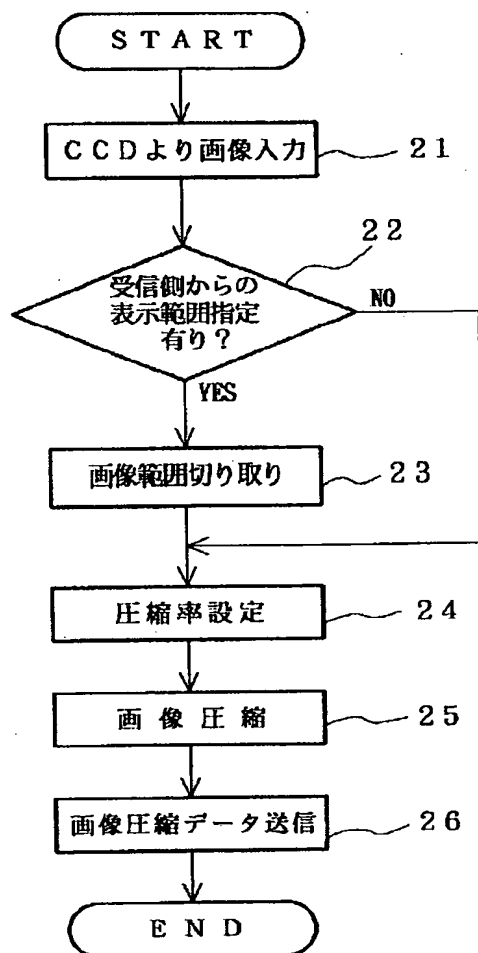 START
CCDより画像入力
21
22
受信側からの
表示範囲指定
有り？
NO
YES
画像範囲切り取り
23
圧縮率設定
24
画像圧縮
25
画像圧縮データ送信
26
END